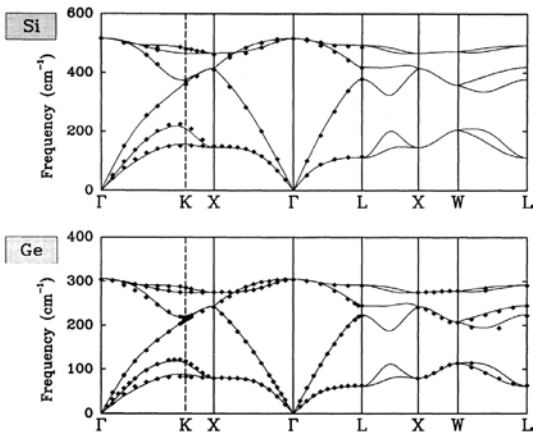 Si
Frequency (cm⁻¹)
600
400
200
0
Γ K X Γ L X W L
Ge
Frequency (cm⁻¹)
400
300
200
100
0
Γ K X Γ L X W L